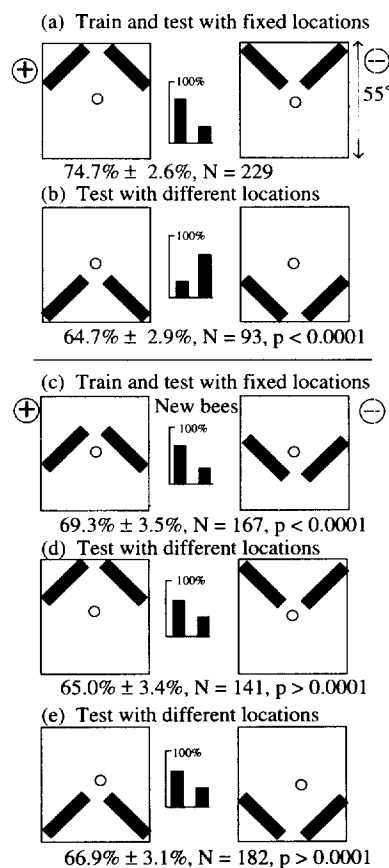 (a) Train and test with fixed locations
+ 100% −
55°
74.7% ± 2.6%, N = 229
(b) Test with different locations
100%
64.7% ± 2.9%, N = 93, p < 0.0001
(c) Train and test with fixed locations
+ New bees −
100%
69.3% ± 3.5%, N = 167, p < 0.0001
(d) Test with different locations
100%
65.0% ± 3.4%, N = 141, p > 0.0001
(e) Test with different locations
100%
66.9% ± 3.1%, N = 182, p > 0.0001